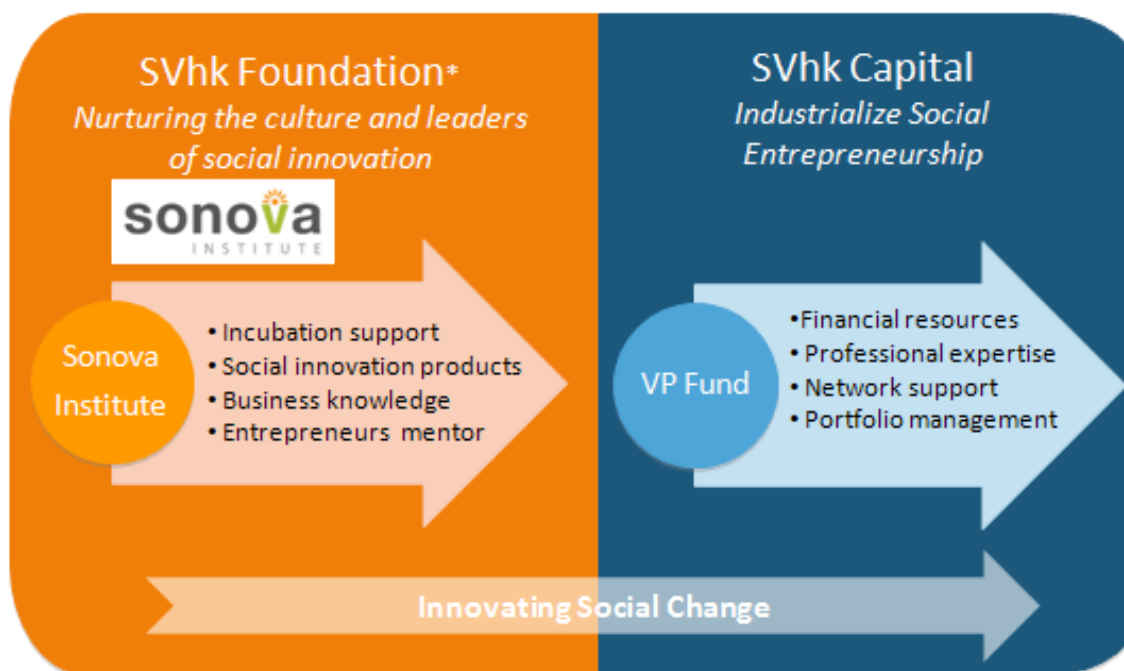 SVhk Foundation*
Nurturing the culture and leaders
of social innovation
sonova
INSTITUTE
Sonova
Institute
• Incubation support
• Social innovation products
• Business knowledge
• Entrepreneurs mentor
SVhk Capital
Industrialize Social
Entrepreneurship
VP Fund
•Financial resources
• Professional expertise
• Network support
• Portfolio management
Innovating Social Change